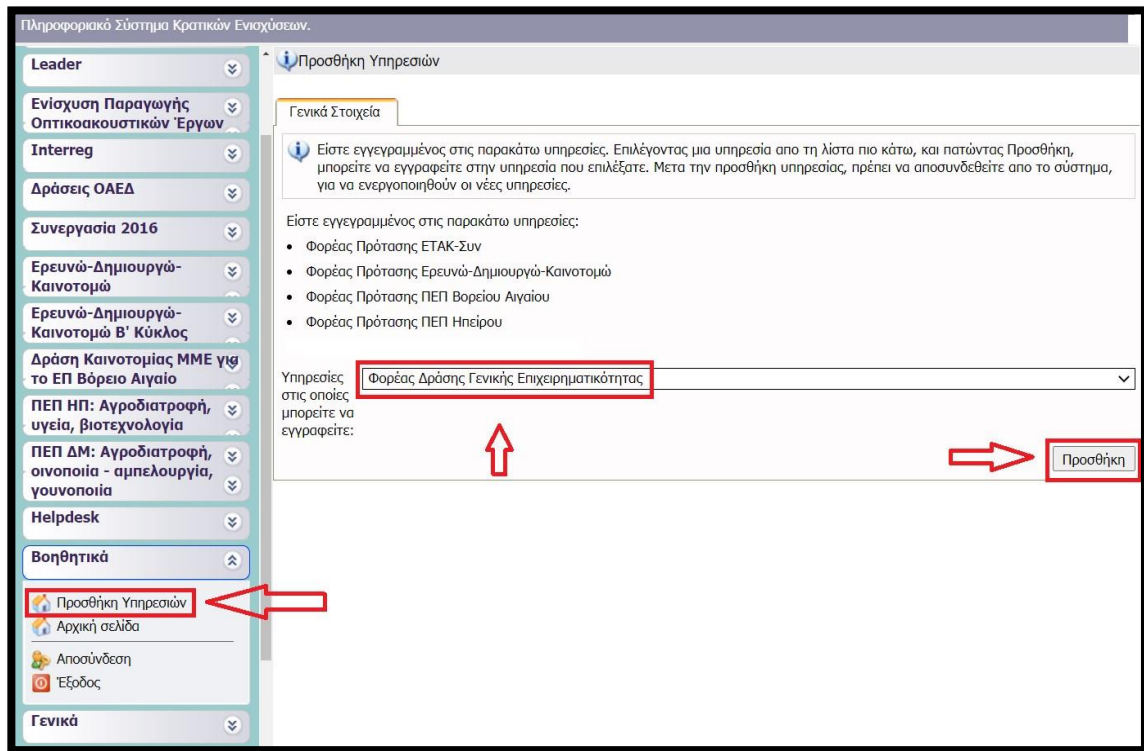 Πληροφοριακό Σύστημα Κρατικών Ενισχύσεων.
Leader
Ενίσχυση Παραγωγής
Οπτικοακουστικών Έργων
Interreg
Δράσεις ΟΑΕΔ
Συνεργασία 2016
Ερευνώ-Δημιουργώ-
Καινοτομώ
Ερευνώ-Δημιουργώ-
Καινοτομώ Β' Κύκλος
Δράση Καινοτομίας ΜΜΕ για
το ΕΠ Βόρειο Αιγαίο
ΠΕΠ ΗΠ: Αγροδιατροφή,
υγεία, βιοτεχνολογία
ΠΕΠ ΔΜ: Αγροδιατροφή,
οινοποιία - αμπελουργία,
γουνοποιία
Helpdesk
Βοηθητικά
Προσθήκη Υπηρεσιών
Αρχική σελίδα
Αποσύνδεση
Έξοδος
Γενικά
Προσθήκη Υπηρεσιών
Γενικά Στοιχεία
Είστε εγγεγραμμένος στις παρακάτω υπηρεσίες. Επιλέγοντας μια υπηρεσία απο τη λίστα πιο κάτω, και πατώντας Προσθήκη,
μπορείτε να εγγραφείτε στην υπηρεσία που επιλέξατε. Μετα την προσθήκη υπηρεσίας, πρέπει να αποσυνδεθείτε απο το σύστημα,
για να ενεργοποιηθούν οι νέες υπηρεσίες.
Είστε εγγεγραμμένος στις παρακάτω υπηρεσίες:
• Φορέας Πρότασης ΕΤΑΚ-Συν
• Φορέας Πρότασης Ερευνώ-Δημιουργώ-Καινοτομώ
• Φορέας Πρότασης ΠΕΠ Βορείου Αιγαίου
• Φορέας Πρότασης ΠΕΠ Ηπείρου
Υπηρεσίες
στις οποίες
μπορείτε να
εγγραφείτε:
Φορέας Δράσης Γενικής Επιχειρηματικότητας
Προσθήκη